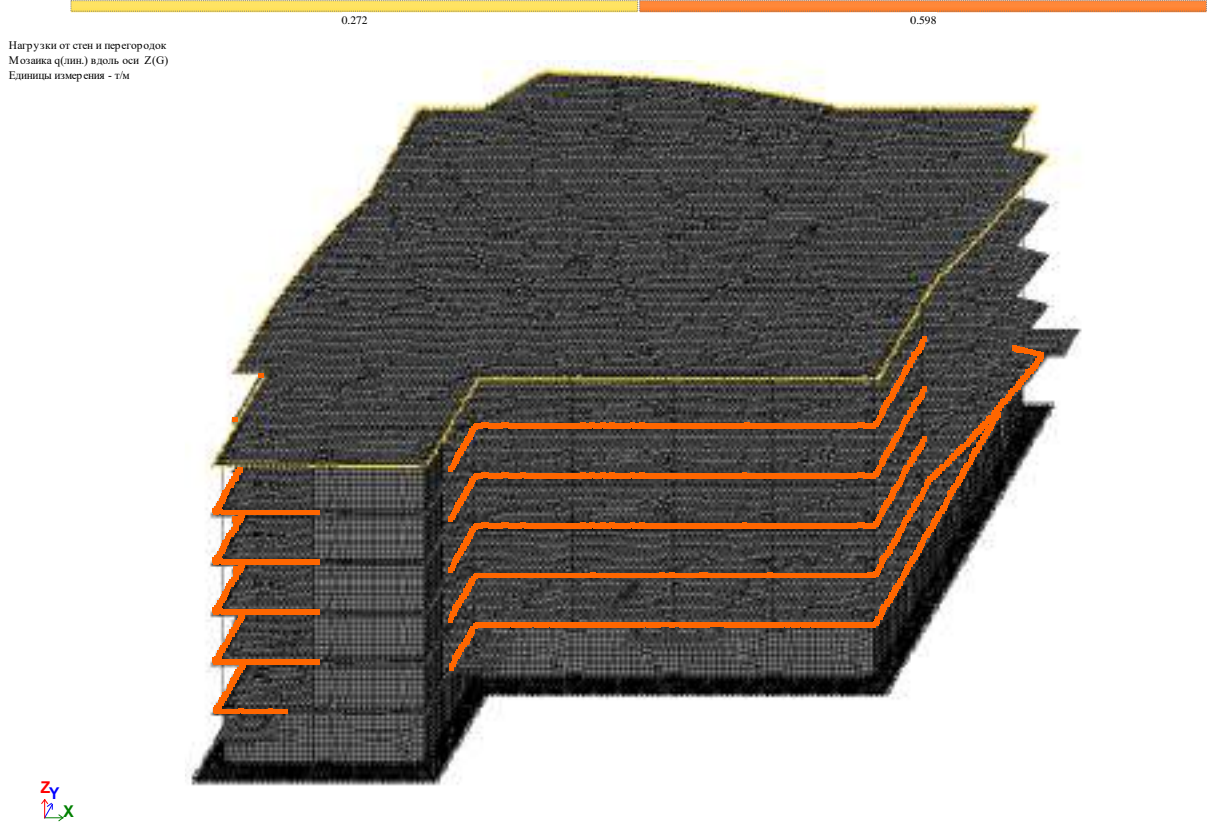 0.272 0.598
Нагрузки от стен и перегородок
Мозаика q(лин.) вдоль оси Z(G)
Единицы измерения - т/м
Z
Y
X